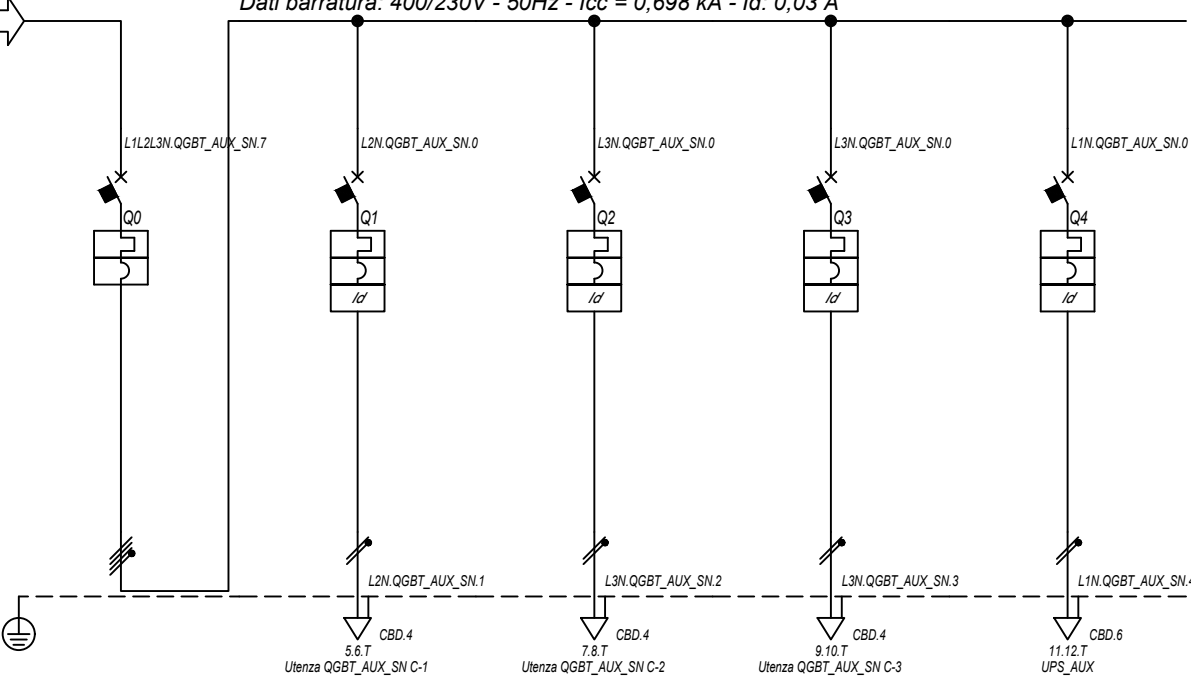 Dati barratura: 400/230V - 50Hz - Icc = 0,698 kA - Id: 0,03 A
L1L2L3N.QGBT_AUX_SN.7
L2N.QGBT_AUX_SN.0
L3N.QGBT_AUX_SN.0
L3N.QGBT_AUX_SN.0
L1N.QGBT_AUX_SN.0
Q0
Q1
Q2
Q3
Q4
Id
Id
Id
Id
L2N.QGBT_AUX_SN.1
L3N.QGBT_AUX_SN.2
L3N.QGBT_AUX_SN.3
L1N.QGBT_AUX_SN.4
CBD.4
CBD.4
CBD.4
CBD.6
5.6.T
7.8.T
9.10.T
11.12.T
Utenza QGBT_AUX_SN C-1
Utenza QGBT_AUX_SN C-2
Utenza QGBT_AUX_SN C-3
UPS_AUX